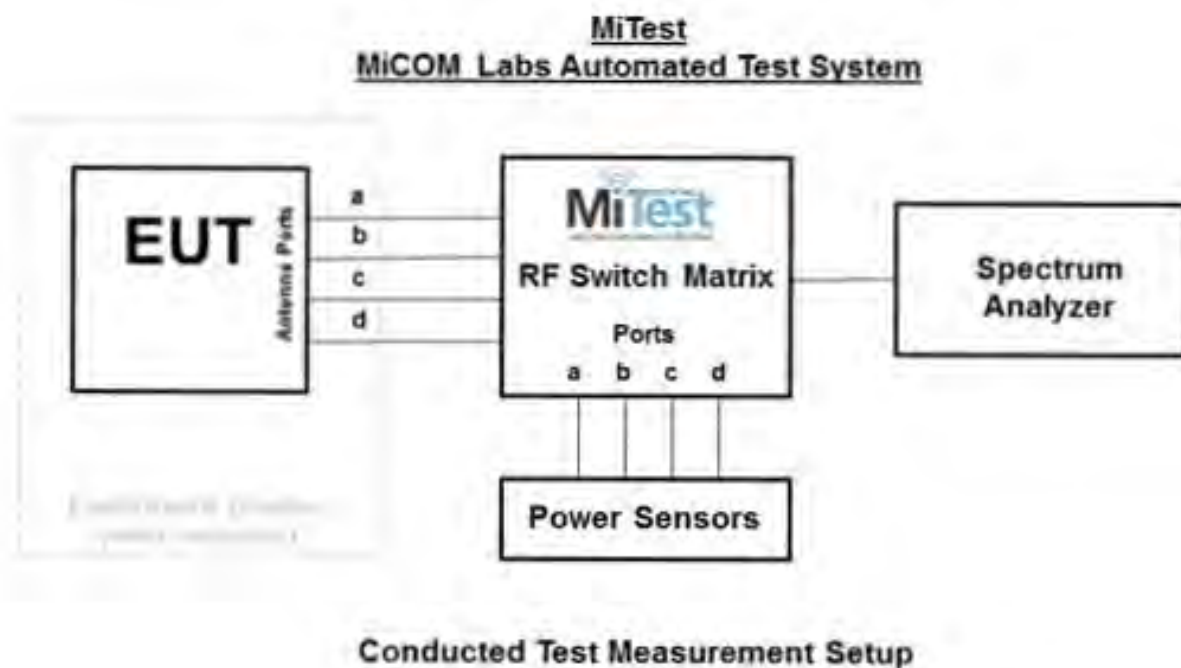 MiTest
MiCOM Labs Automated Test System
EUT
Antenna Ports
a
b
c
d
MiTest
RF Switch Matrix
Ports
a b c d
Spectrum
Analyzer
Power Sensors
Conducted Test Measurement Setup